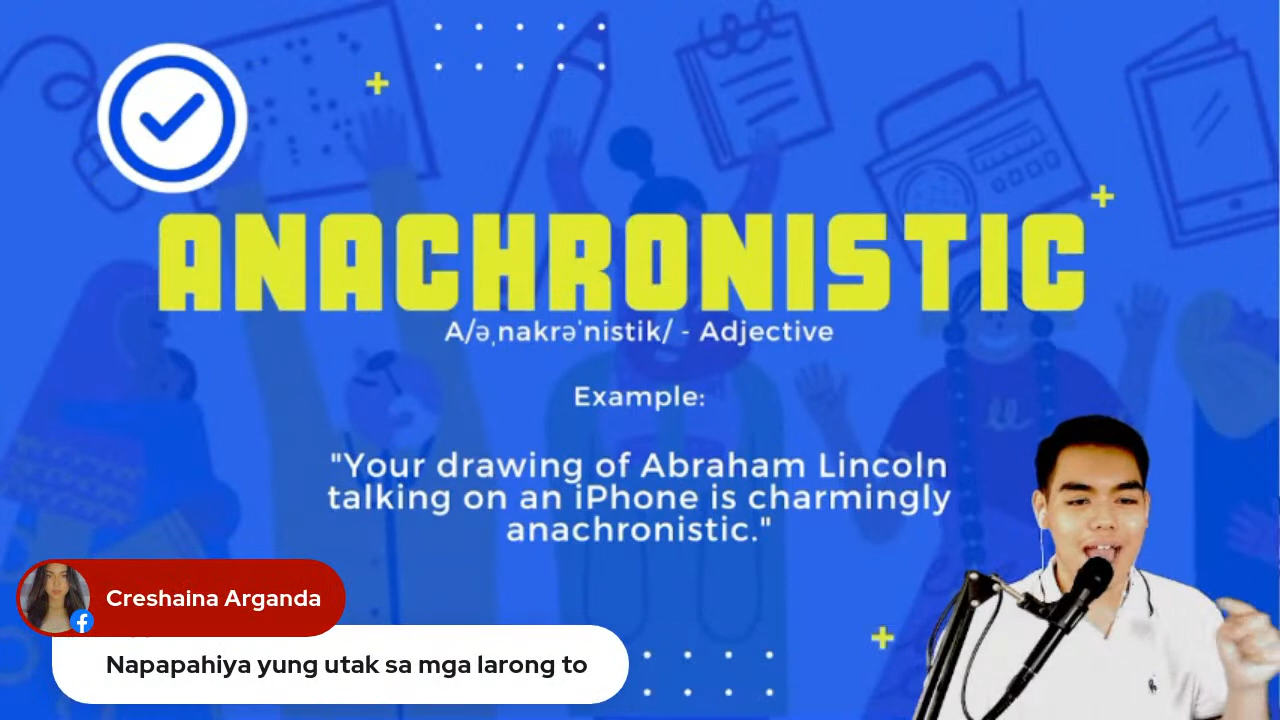 ANACHRONISTIC
A/əˌnakrəˈnistik/ - Adjective
Example:
"Your drawing of Abraham Lincoln
talking on an iPhone is charmingly
anachronistic."
Creshaina Arganda
Napapahiya yung utak sa mga larong to